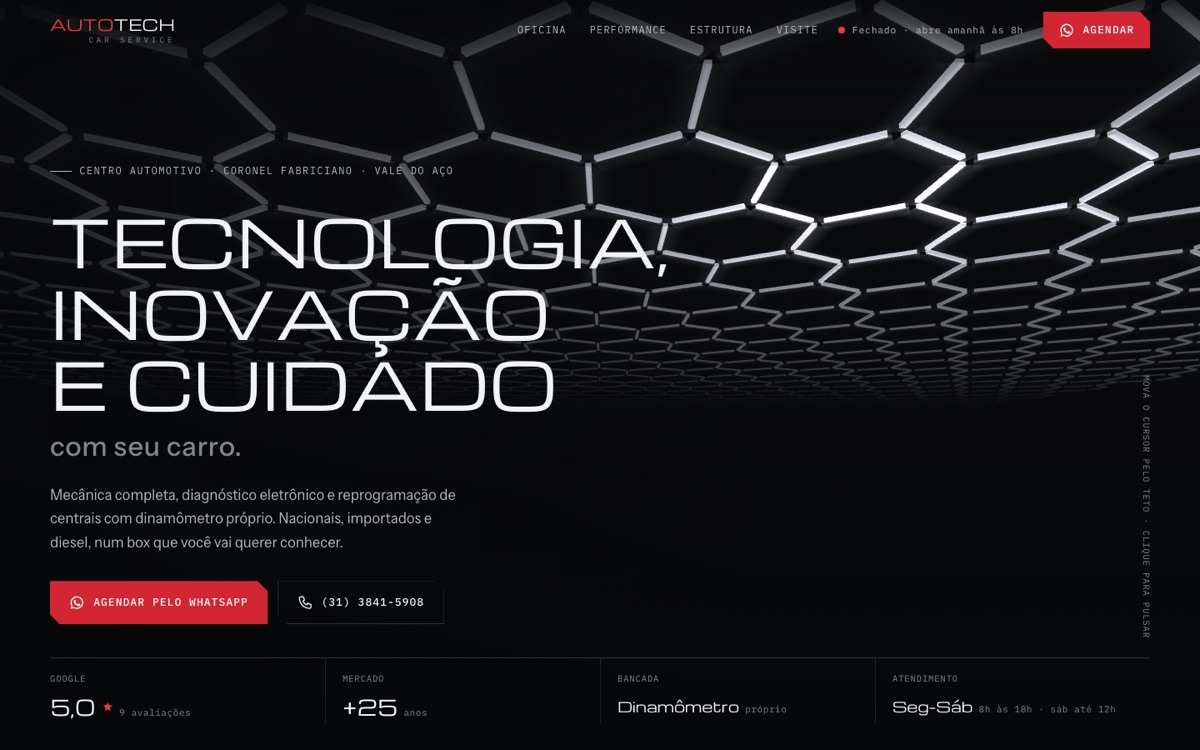 AUTOTECH
CAR SERVICE
OFICINA
PERFORMANCE
ESTRUTURA
VISITE
Fechado · abre amanhã às 8h
AGENDAR
CENTRO AUTOMOTIVO · CORONEL FABRICIANO · VALE DO AÇO
TECNOLOGIA,
INOVAÇÃO
E CUIDADO
com seu carro.
Mecânica completa, diagnóstico eletrônico e reprogramação de
centrais com dinamômetro próprio. Nacionais, importados e
diesel, num box que você vai querer conhecer.
AGENDAR PELO WHATSAPP
(31) 3841-5908
MOVA O CURSOR PELO TETO · CLIQUE PARA PULSAR
GOOGLE
5,0 ★ 9 avaliações
MERCADO
+25 anos
BANCADA
Dinamômetro próprio
ATENDIMENTO
Seg-Sáb 8h às 18h · sáb até 12h